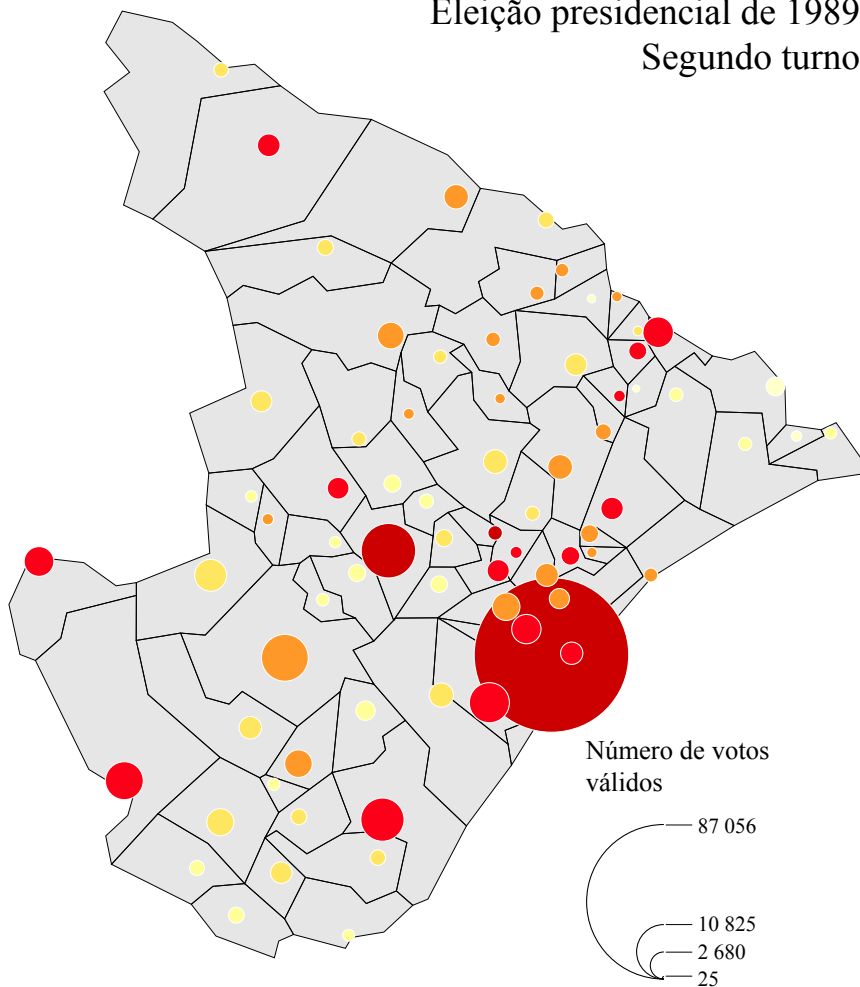 Eleição presidencial de 1989
Segundo turno
Número de votos
válidos
87 056
10 825
2 680
25